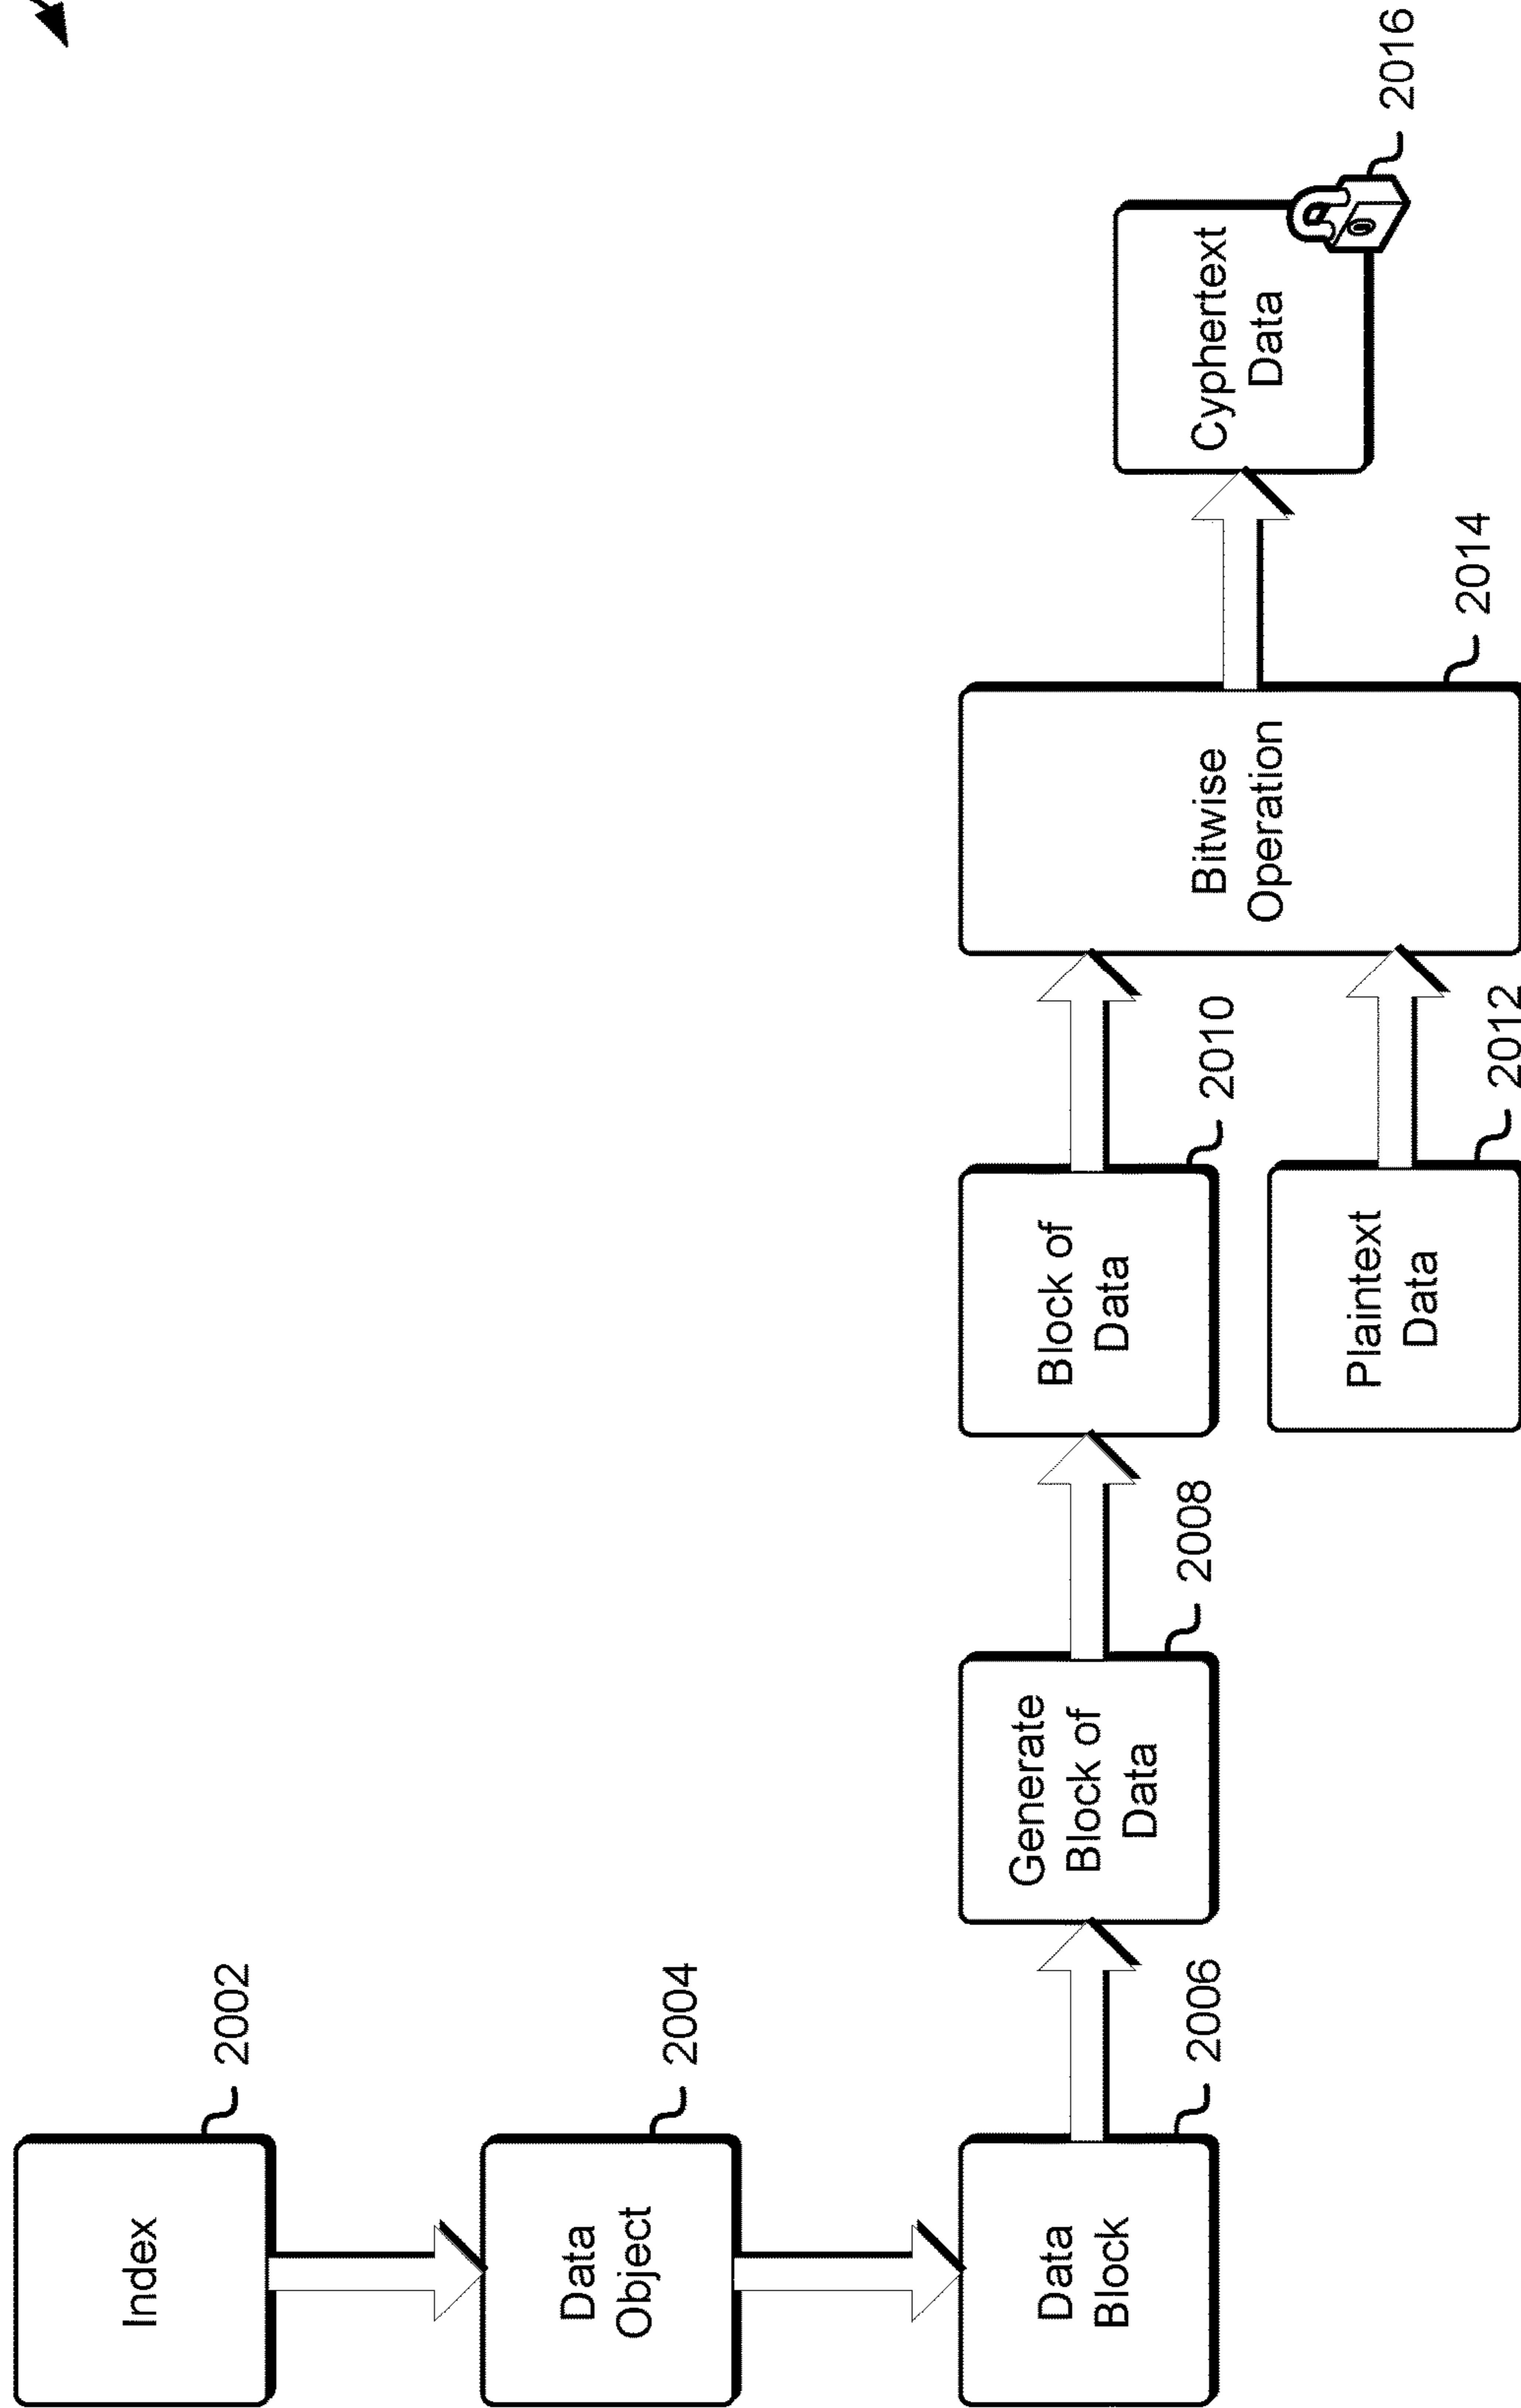 Index
2002
Data
Object
2004
Data
Block
2006
Generate
Block of
Data
2008
Block of
Data
2010
Plaintext
Data
2012
Bitwise
Operation
2014
Cyphertext
Data
2016